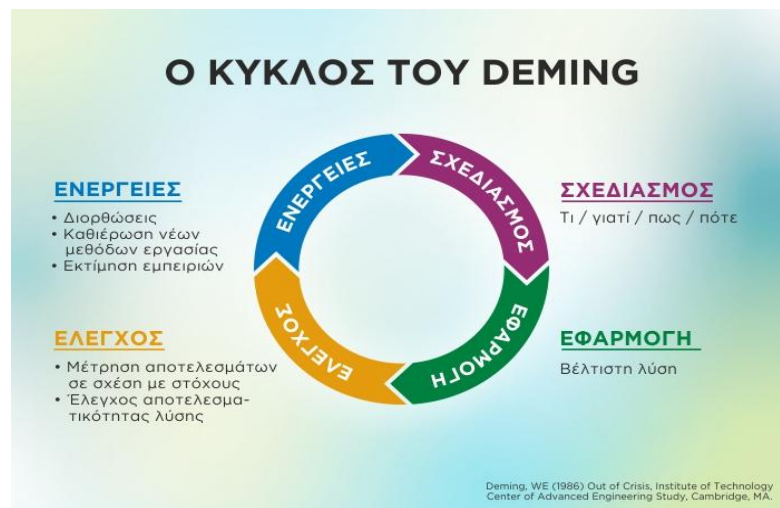 Ο ΚΥΚΛΟΣ ΤΟΥ DEMING
ΕΝΕΡΓΕΙΕΣ
• Διορθώσεις
• Καθιέρωση νέων
μεθόδων εργασίας
• Εκτίμηση εμπειριών
ΕΝΕΡΓΕΙΕΣ
ΣΧΕΔΙΑΣΜΟΣ
ΣΧΕΔΙΑΣΜΟΣ
Τι / γιατί / πως / πότε
ΕΛΕΓΧΟΣ
• Μέτρηση αποτελεσμάτων
σε σχέση με στόχους
• Έλεγχος αποτελεσμα-
τικότητας λύσης
ΕΛΕΓΧΟΣ
ΕΦΑΡΜΟΓΗ
ΕΦΑΡΜΟΓΗ
Βέλτιστη λύση
Deming, WE (1986) Out of Crisis, Institute of Technology
Center of Advanced Engineering Study, Cambridge, MA.